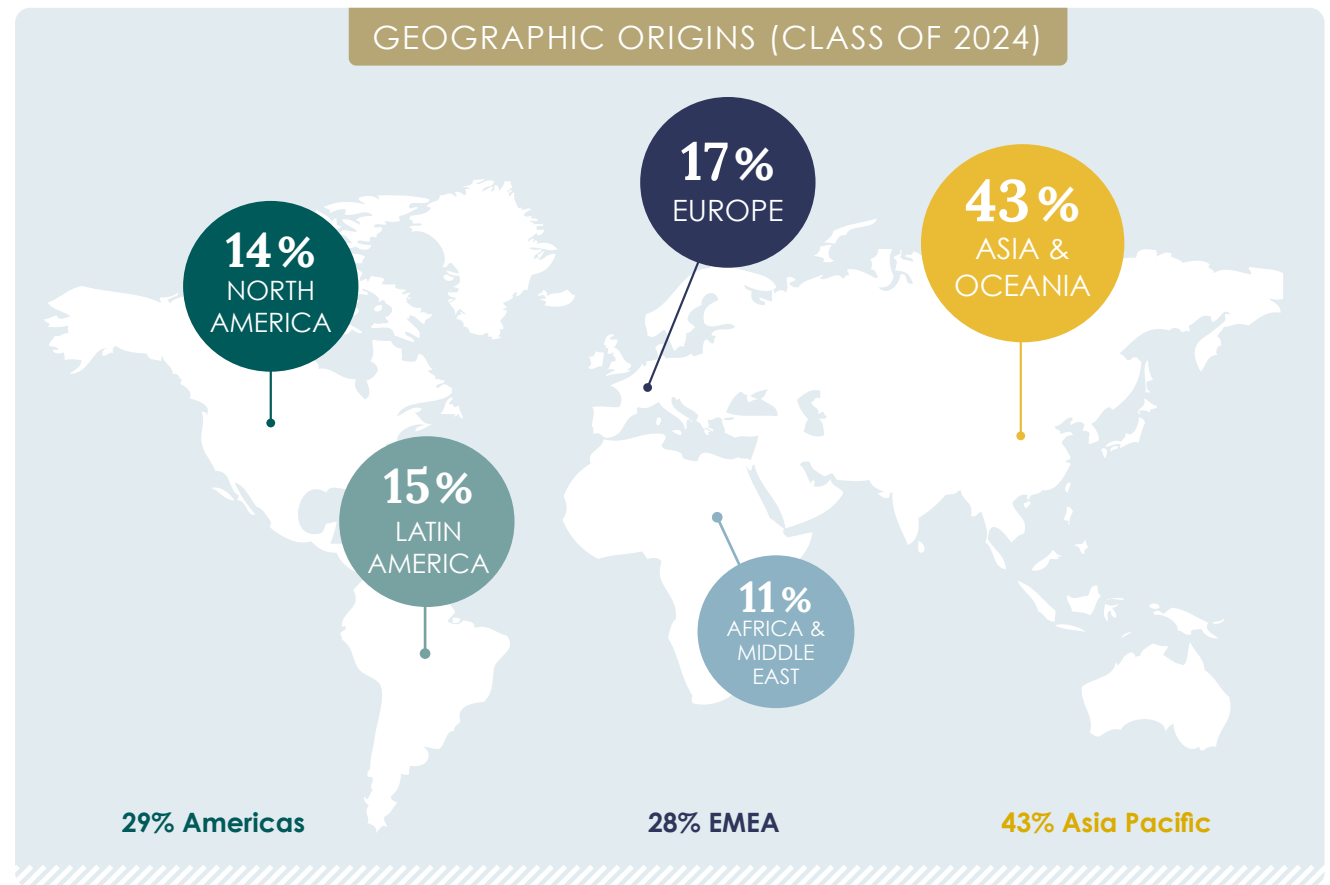 GEOGRAPHIC ORIGINS (CLASS OF 2024)
17%
EUROPE
43%
ASIA &
OCEANIA
14%
NORTH
AMERICA
15%
LATIN
AMERICA
11%
AFRICA &
MIDDLE
EAST
29% Americas
28% EMEA
43% Asia Pacific